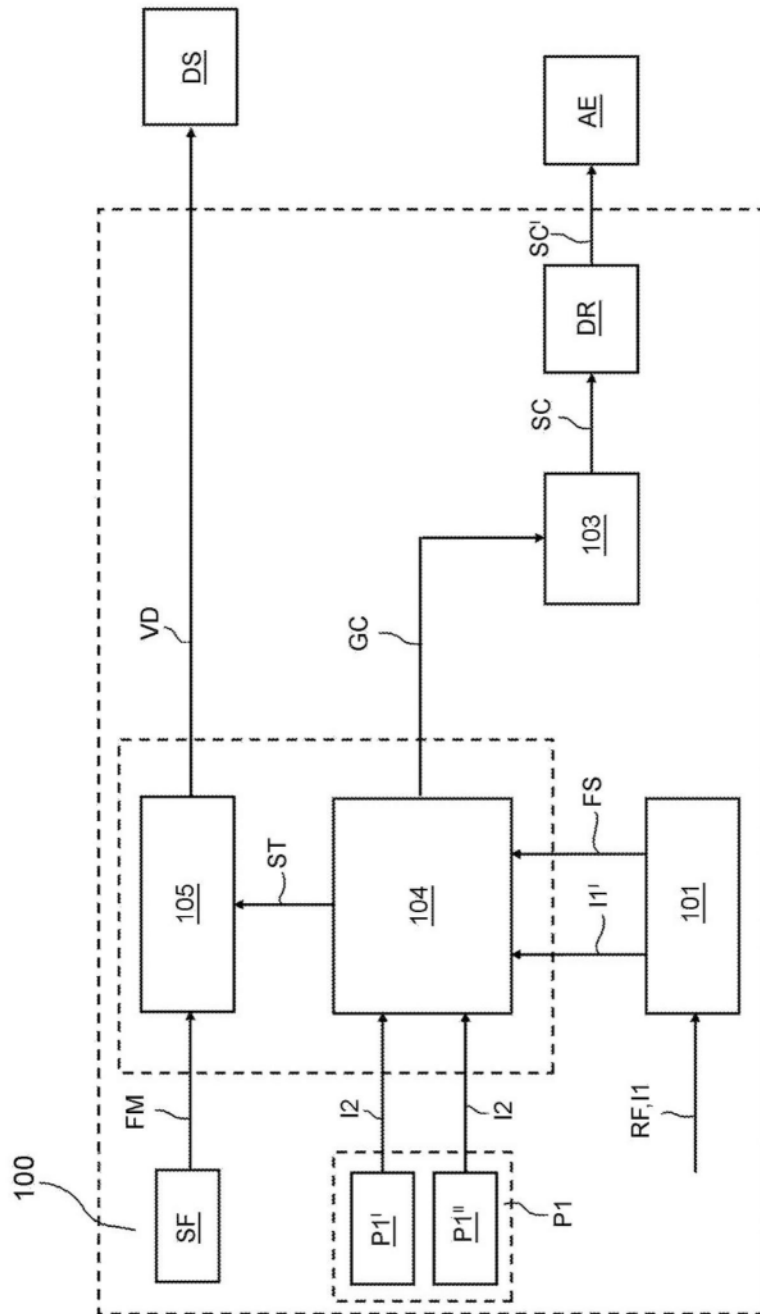 100
SF
FM
105
VD
DS
ST
P1'
P1"
P1
I2
I2
104
GC
103
SC
DR
SC'
AE
I1'
FS
RF,I1
101